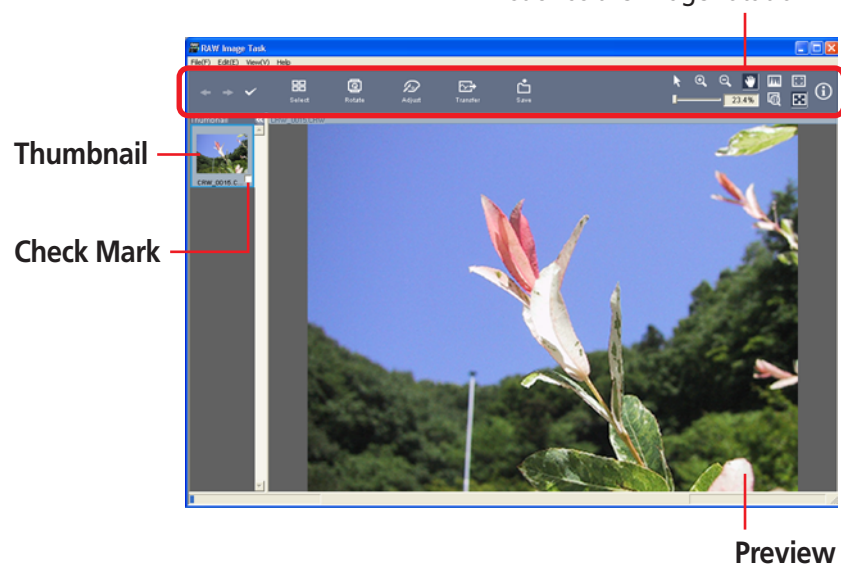 RAW Image Task
File(F) Edit(E) View(V) Help
Select Rotate Adjust Transfer Save
23.4%
Thumbnail
Thumbnail
CRW_0016.C...
Check Mark
Preview